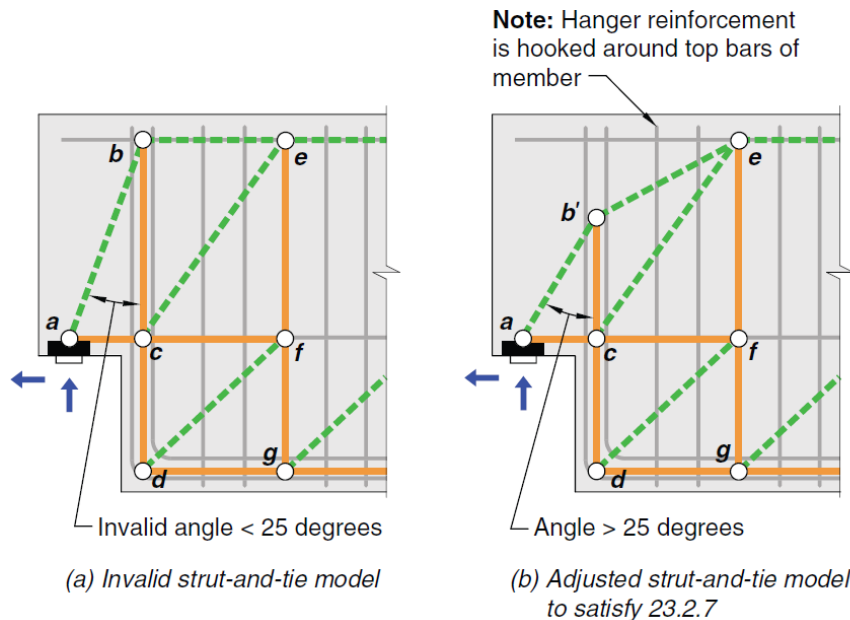 Note: Hanger reinforcement
is hooked around top bars of
member
b
e
a
c
f
d
g
Invalid angle < 25 degrees
(a) Invalid strut-and-tie model
e
b'
a
c
f
d
g
Angle > 25 degrees
(b) Adjusted strut-and-tie model
to satisfy 23.2.7